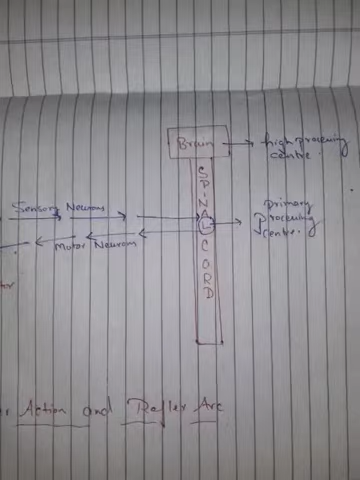 Brain
high processing
centre.
SPINAL CORD
Sensory Neurons
primary
processing
centre.
Motor Neurons
Action and Reflex Arc